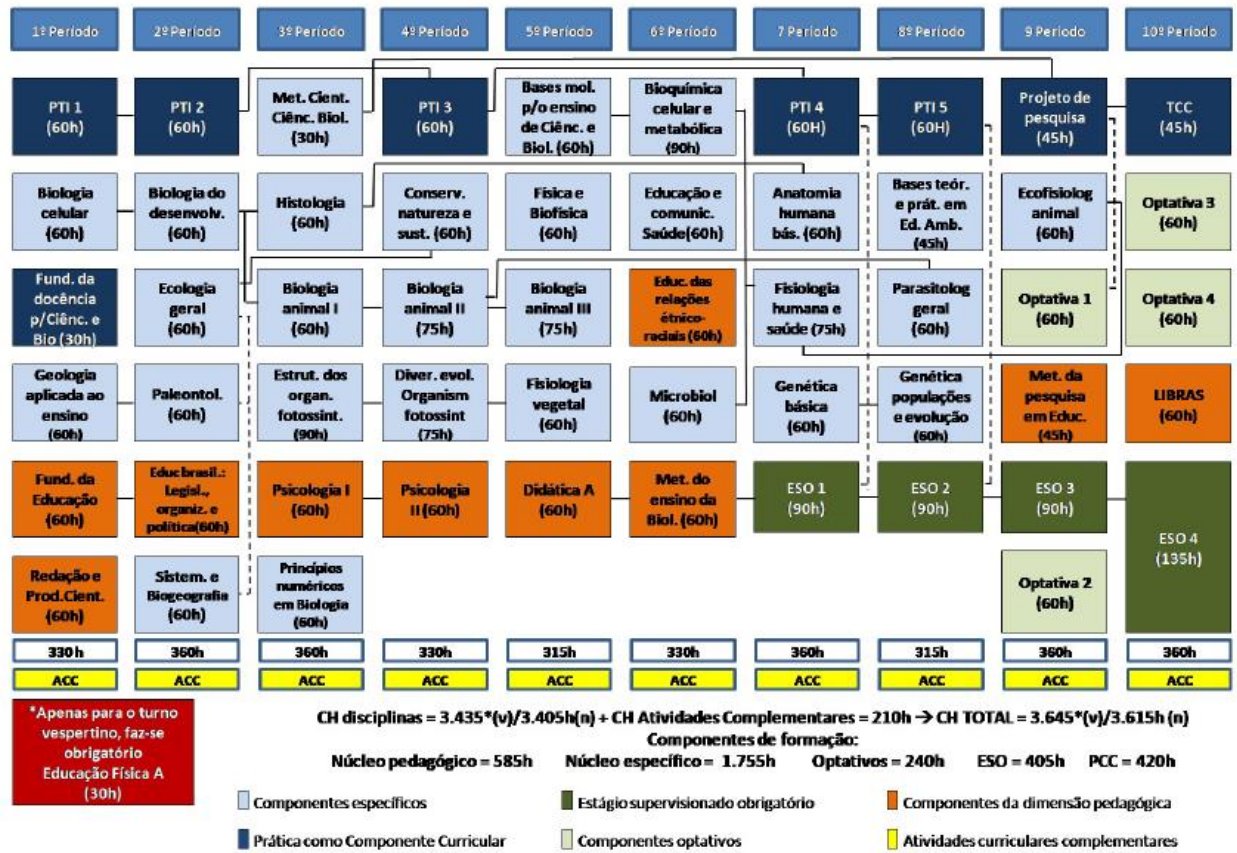 1º Período
2º Período
3º Período
4º Período
5º Período
6º Período
7 Período
8º Período
9 Período
10º Período
PTI 1
(60h)
PTI 2
(60h)
Met. Cient.
Ciênc. Biol.
(30h)
PTI 3
(60h)
Bases mol.
p/o ensino
de Ciênc. e
Biol. (60h)
Bioquímica
celular e
metabólica
(90h)
PTI 4
(60H)
PTI 5
(60H)
Projeto de
pesquisa
(45h)
TCC
(45h)
Biologia
celular
(60h)
Biologia do
desenvolv.
(60h)
Histologia
(60h)
Conserv.
natureza e
sust. (60h)
Física e
Biofísica
(60h)
Educação e
comunic.
Saúde(60h)
Anatomia
humana
bás. (60h)
Bases teór.
e prát. em
Ed. Amb.
(45h)
Ecofisiolog
animal
(60h)
Optativa 3
(60h)
Fund. da
docência
p/Ciênc. e
Bio (30h)
Ecologia
geral
(60h)
Biologia
animal I
(60h)
Biologia
animal II
(75h)
Biologia
animal III
(75h)
Educ. das
relações
étnico-
raciais (60h)
Fisiologia
humana e
saúde (75h)
Parasitolog
geral
(60h)
Optativa 1
(60h)
Optativa 4
(60h)
Geologia
aplicada ao
ensino
(60h)
Paleontol.
(60h)
Estrut. dos
organ.
fotossint.
(90h)
Diver. evol.
Organism
fotossint
(75h)
Fisiologia
vegetal
(60h)
Microbiol
(60h)
Genética
básica
(60h)
Genética
populações
e evolução
(60h)
Met. da
pesquisa
em Educ.
(45h)
LIBRAS
(60h)
Fund. da
Educação
(60h)
Educ brasil.:
Legisl.,
organiz. e
política(60h)
Psicologia I
(60h)
Psicologia
II (60h)
Didática A
(60h)
Met. do
ensino da
Biol. (60h)
ESO 1
(90h)
ESO 2
(90h)
ESO 3
(90h)
ESO 4
(135h)
Redação e
Prod.Cient.
(60h)
Sistem. e
Biogeografia
(60h)
Princípios
numéricos
em Biologia
(60h)
Optativa 2
(60h)
330 h
360h
360h
330h
315h
330h
360h
315h
360h
360h
ACC
ACC
ACC
ACC
ACC
ACC
ACC
ACC
ACC
ACC
*Apenas para o turno
vespertino, faz-se
obrigatório
Educação Física A
(30h)
CH disciplinas = 3.435*(v)/3.405h(n) + CH Atividades Complementares = 210h → CH TOTAL = 3.645*(v)/3.615h (n)
Componentes de formação:
Núcleo pedagógico = 585h Núcleo específico = 1.755h Optativos = 240h ESO = 405h PCC = 420h
Componentes específicos
Estágio supervisionado obrigatório
Componentes da dimensão pedagógica
Prática como Componente Curricular
Componentes optativos
Atividades curriculares complementares